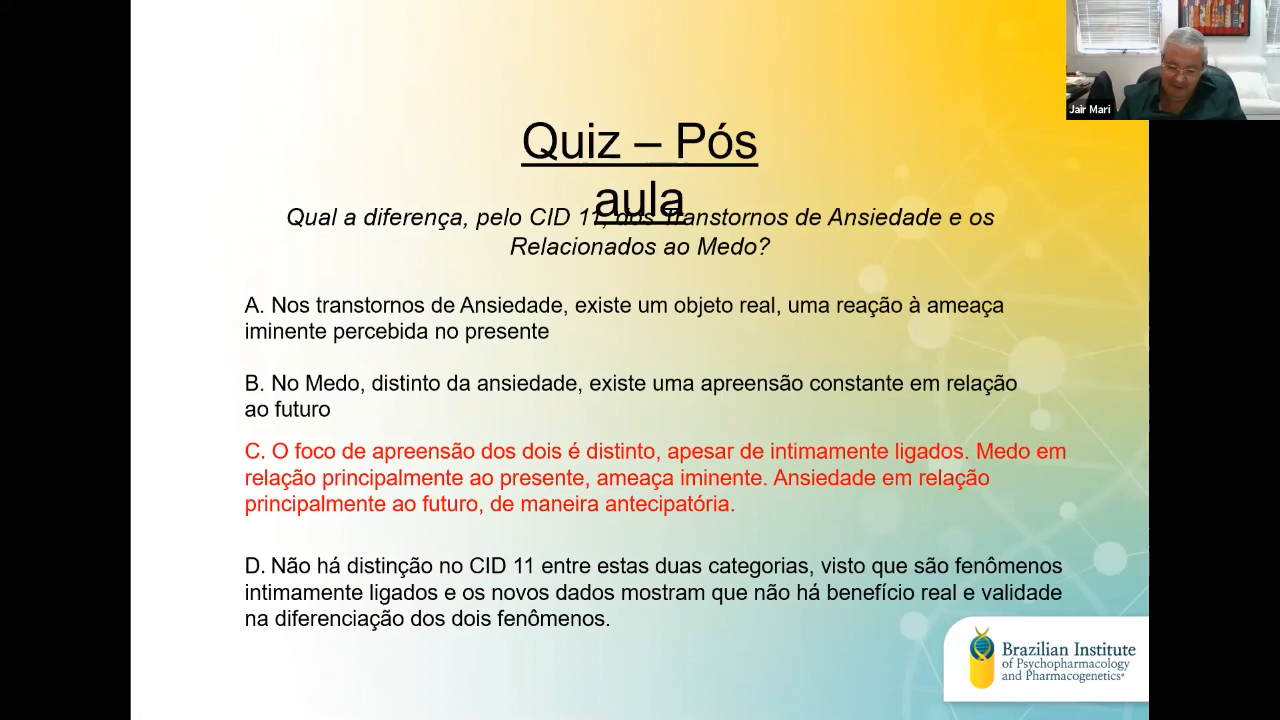 Jair Mari
Quiz – Pós
aula
Qual a diferença, pelo CID 11, dos Transtornos de Ansiedade e os
Relacionados ao Medo?
A. Nos transtornos de Ansiedade, existe um objeto real, uma reação à ameaça
iminente percebida no presente
B. No Medo, distinto da ansiedade, existe uma apreensão constante em relação
ao futuro
C. O foco de apreensão dos dois é distinto, apesar de intimamente ligados. Medo em
relação principalmente ao presente, ameaça iminente. Ansiedade em relação
principalmente ao futuro, de maneira antecipatória.
D. Não há distinção no CID 11 entre estas duas categorias, visto que são fenômenos
intimamente ligados e os novos dados mostram que não há benefício real e validade
na diferenciação dos dois fenômenos.
Brazilian Institute
of Psychopharmacology
and Pharmacogenetics